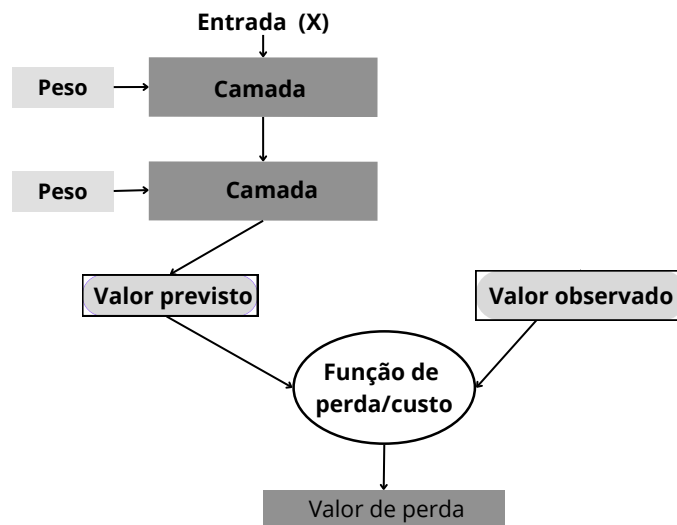 Entrada (X)
Peso
Camada
Peso
Camada
Valor previsto
Valor observado
Função de
perda/custo
Valor de perda